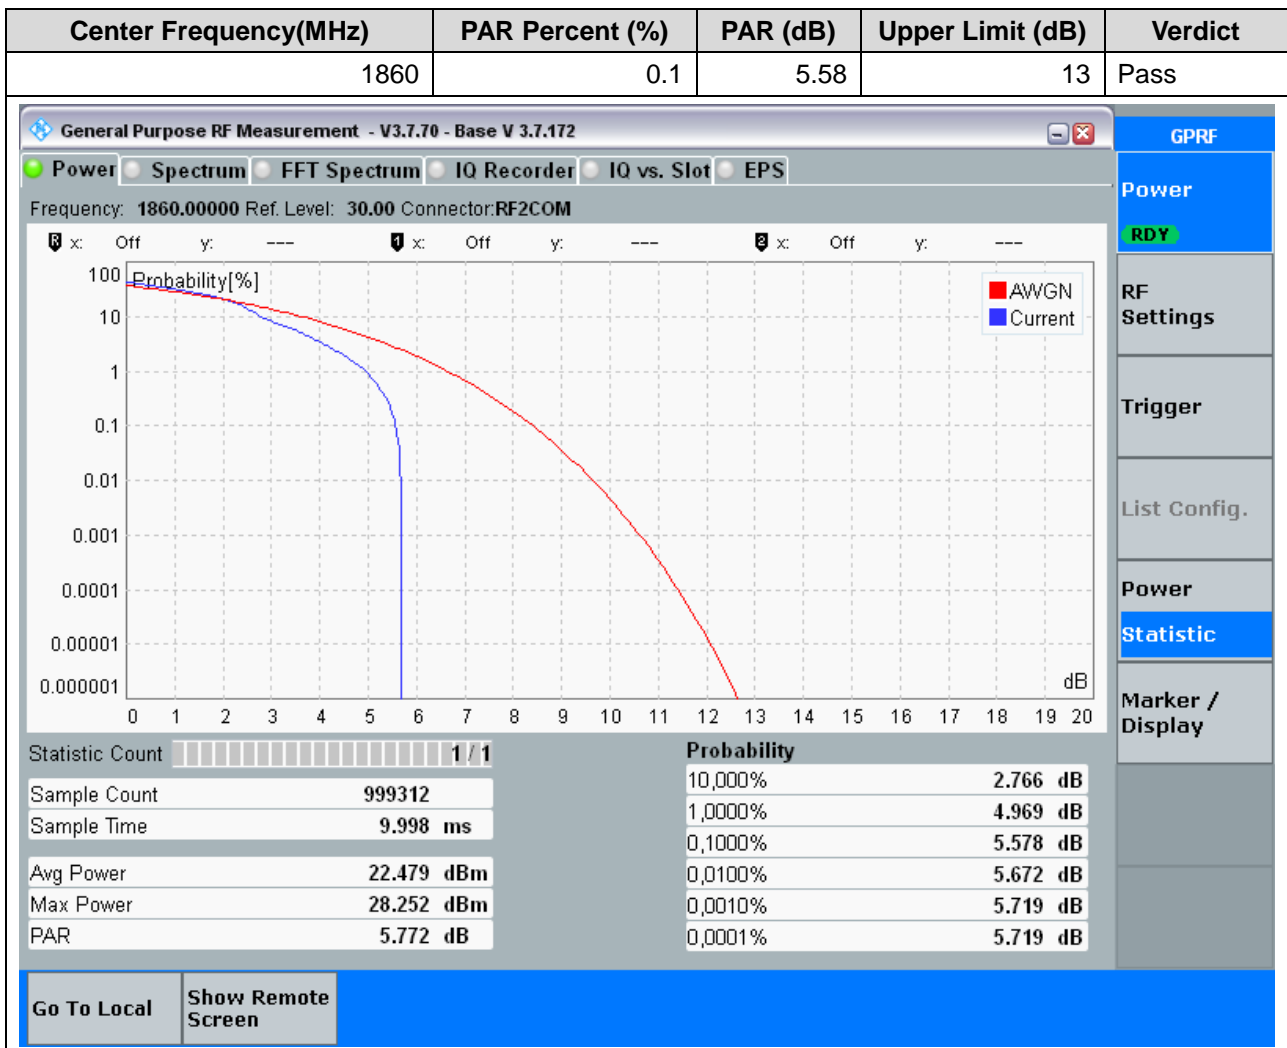 Center Frequency(MHz) PAR Percent (%) PAR (dB) Upper Limit (dB) Verdict
1860 0.1 5.58 13 Pass
General Purpose RF Measurement - V3.7.70 - Base V 3.7.172
GPRF
Power Spectrum FFT Spectrum IQ Recorder IQ vs. Slot EPS
Power
RDY
Frequency: 1860.00000 Ref. Level: 30.00 Connector:RF2COM
R x: Off y: --- 1 x: Off y: --- 2 x: Off y: ---
100 Probability[%]
AWGN
Current
10
1
0.1
0.01
0.001
0.0001
0.00001
0.000001
dB
0 1 2 3 4 5 6 7 8 9 10 11 12 13 14 15 16 17 18 19 20
RF
Settings
Trigger
List Config.
Power
Statistic
Marker /
Display
Statistic Count 1 / 1
Sample Count 999312
Sample Time 9.998 ms
Avg Power 22.479 dBm
Max Power 28.252 dBm
PAR 5.772 dB
Probability
10,000% 2.766 dB
1,0000% 4.969 dB
0,1000% 5.578 dB
0,0100% 5.672 dB
0,0010% 5.719 dB
0,0001% 5.719 dB
Go To Local
Show Remote
Screen